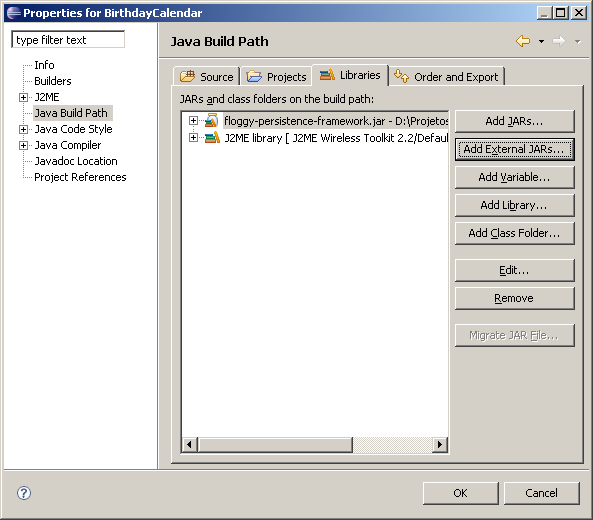 Properties for BirthdayCalendar
type filter text
Info
Builders
J2ME
Java Build Path
Java Code Style
Java Compiler
Javadoc Location
Project References
Java Build Path
Source
Projects
Libraries
Order and Export
JARs and class folders on the build path:
floggy-persistence-framework.jar - D:\Projetos
J2ME library [ J2ME Wireless Toolkit 2.2/Defaul
Add JARs...
Add External JARs...
Add Variable...
Add Library...
Add Class Folder...
Edit...
Remove
Migrate JAR File...
?
OK
Cancel